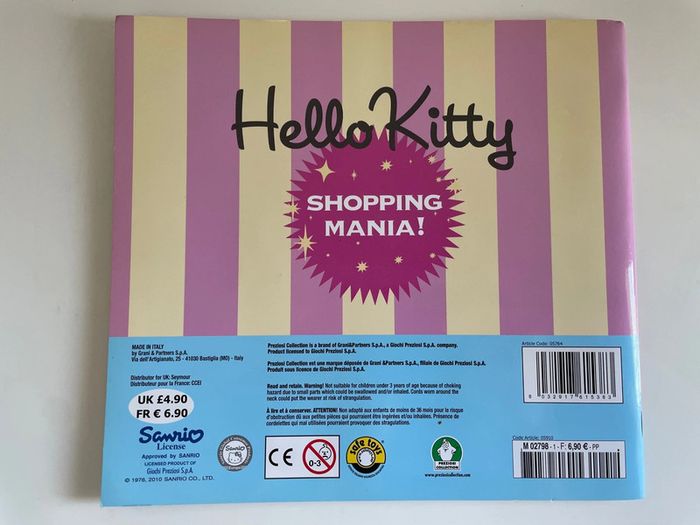 Hello Kitty
SHOPPING
MANIA!
MADE IN ITALY
by Grani & Partners S.p.A.
Via dell'Artigianato, 25 - 41030 Bastiglia (MO) - Italy
Distributor for UK: Seymour
Distributeur pour la France: CCEI
UK £4.90
FR € 6.90
Sanrio
License
Approved by SANRIO
LICENSED PRODUCT OF
Giochi Preziosi S.p.A.
© 1976, 2010 SANRIO CO., LTD.
Preziosi Collection is a brand of Grani&Partners S.p.A., a Giochi Preziosi S.p.A. company.
Product licensed to Giochi Preziosi S.p.A.
Preziosi Collection est une marque déposée de Grani &Partners S.p.A., filiale de Giochi Preziosi S.p.A.
Produit sous licence de Giochi Preziosi S.p.A.
Read and retain. Warning! Not suitable for children under 3 years of age because of choking
hazard due to small parts which could be swallowed and/or inhaled. Cords worn around the
neck could put the wearer at risk of strangulation.
À lire et à conserver. ATTENTION! Non adapté aux enfants de moins de 36 mois pour le risque
d'obstruction dû aux petites pièces qui pourraient être ingérées et/ou inhalées. Présence de
cordelettes qui mal utilisées pourraient provoquer des stragulations.
CE
0-3
safe toys
PREZIOSI
COLLECTION
www.preziosicollection.com
Article Code: 05764
8 032917 615363
Code Article: 05910
M 02798 - 1 - F: 6,90 € - PP